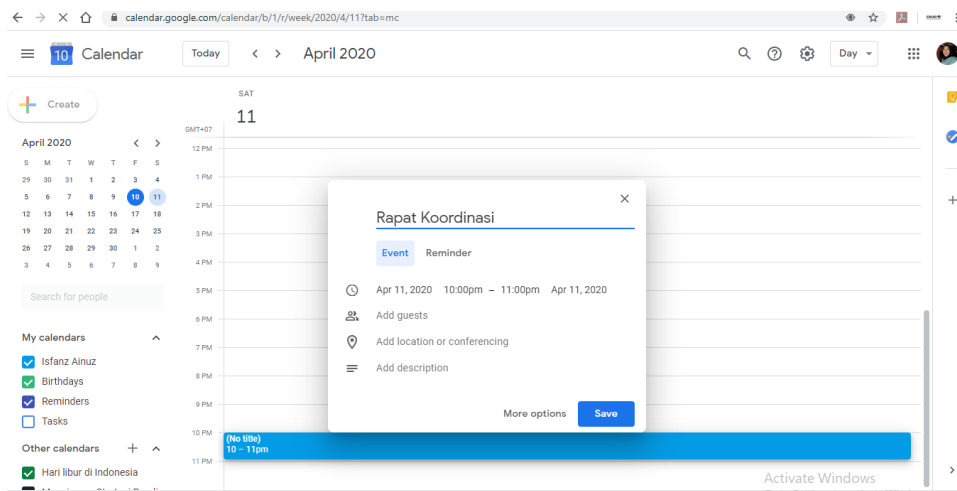 calendar.google.com/calendar/b/1/r/week/2020/4/11?tab=mc
10 Calendar
Today
April 2020
Day
Create
SAT
11
GMT+07
April 2020
S M T W T F S
29 30 31 1 2 3 4
5 6 7 8 9 10 11
12 13 14 15 16 17 18
19 20 21 22 23 24 25
26 27 28 29 30 1 2
3 4 5 6 7 8 9
Search for people
My calendars
Isfanz Ainuz
Birthdays
Reminders
Tasks
Other calendars
Hari libur di Indonesia
12 PM
1 PM
2 PM
3 PM
4 PM
5 PM
6 PM
7 PM
8 PM
9 PM
10 PM
11 PM
Rapat Koordinasi
Event Reminder
Apr 11, 2020 10:00pm – 11:00pm Apr 11, 2020
Add guests
Add location or conferencing
Add description
More options Save
(No title)
10 – 11pm
Activate Windows